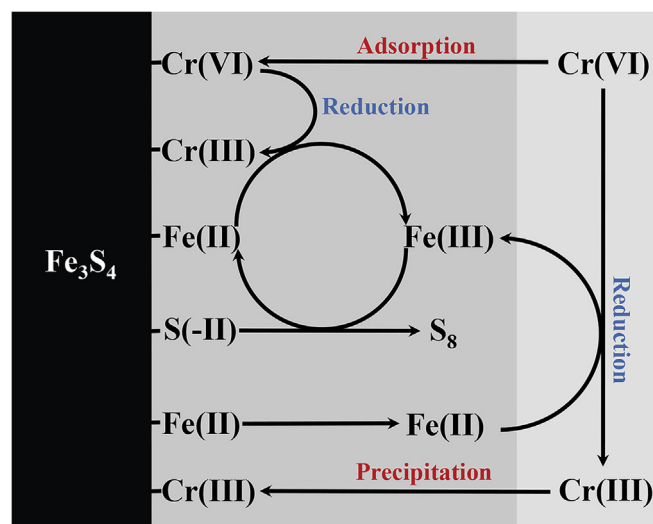 Adsorption
Cr(VI) Cr(VI)
Reduction
Cr(III)
Fe(II) Fe(III)
Fe₃S₄
Reduction
S(-II) S₈
Fe(II) Fe(II)
Precipitation
Cr(III) Cr(III)